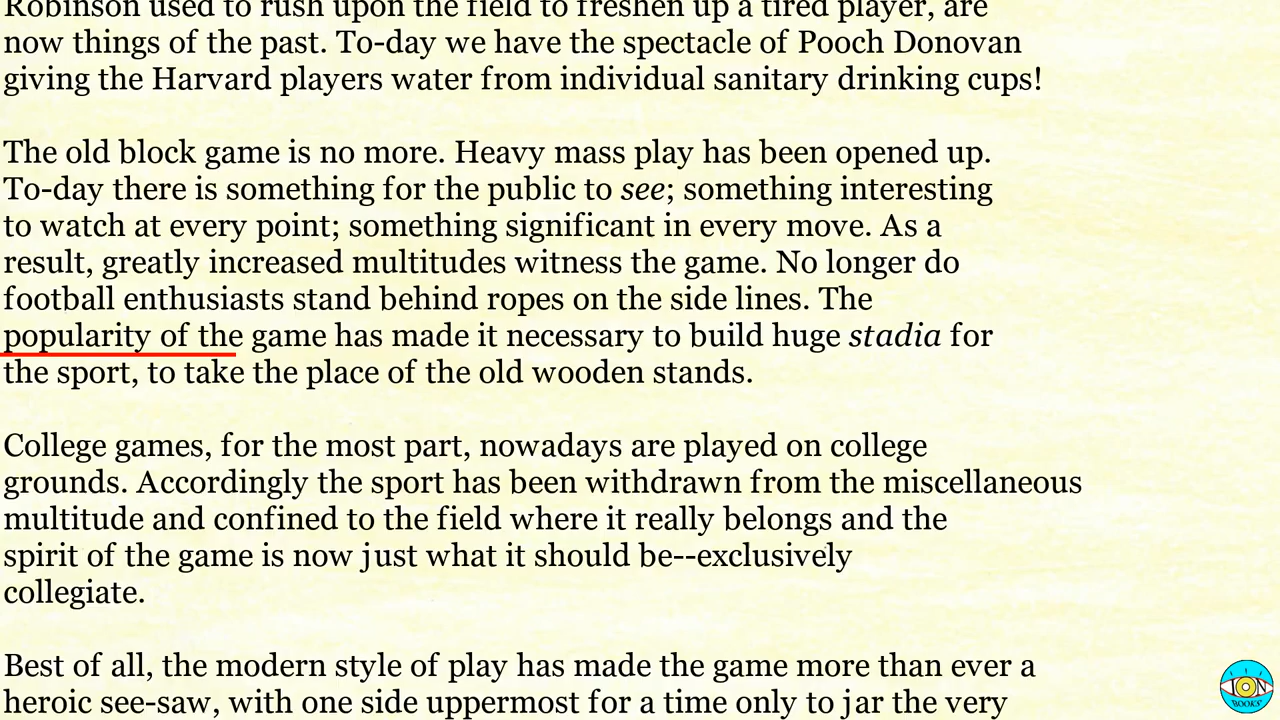 Robinson used to rush upon the field to freshen up a tired player, are
now things of the past. To-day we have the spectacle of Pooch Donovan
giving the Harvard players water from individual sanitary drinking cups!
The old block game is no more. Heavy mass play has been opened up.
To-day there is something for the public to see; something interesting
to watch at every point; something significant in every move. As a
result, greatly increased multitudes witness the game. No longer do
football enthusiasts stand behind ropes on the side lines. The
popularity of the game has made it necessary to build huge stadia for
the sport, to take the place of the old wooden stands.
College games, for the most part, nowadays are played on college
grounds. Accordingly the sport has been withdrawn from the miscellaneous
multitude and confined to the field where it really belongs and the
spirit of the game is now just what it should be--exclusively
collegiate.
Best of all, the modern style of play has made the game more than ever a
heroic see-saw, with one side uppermost for a time only to jar the very
ION
BOOKS